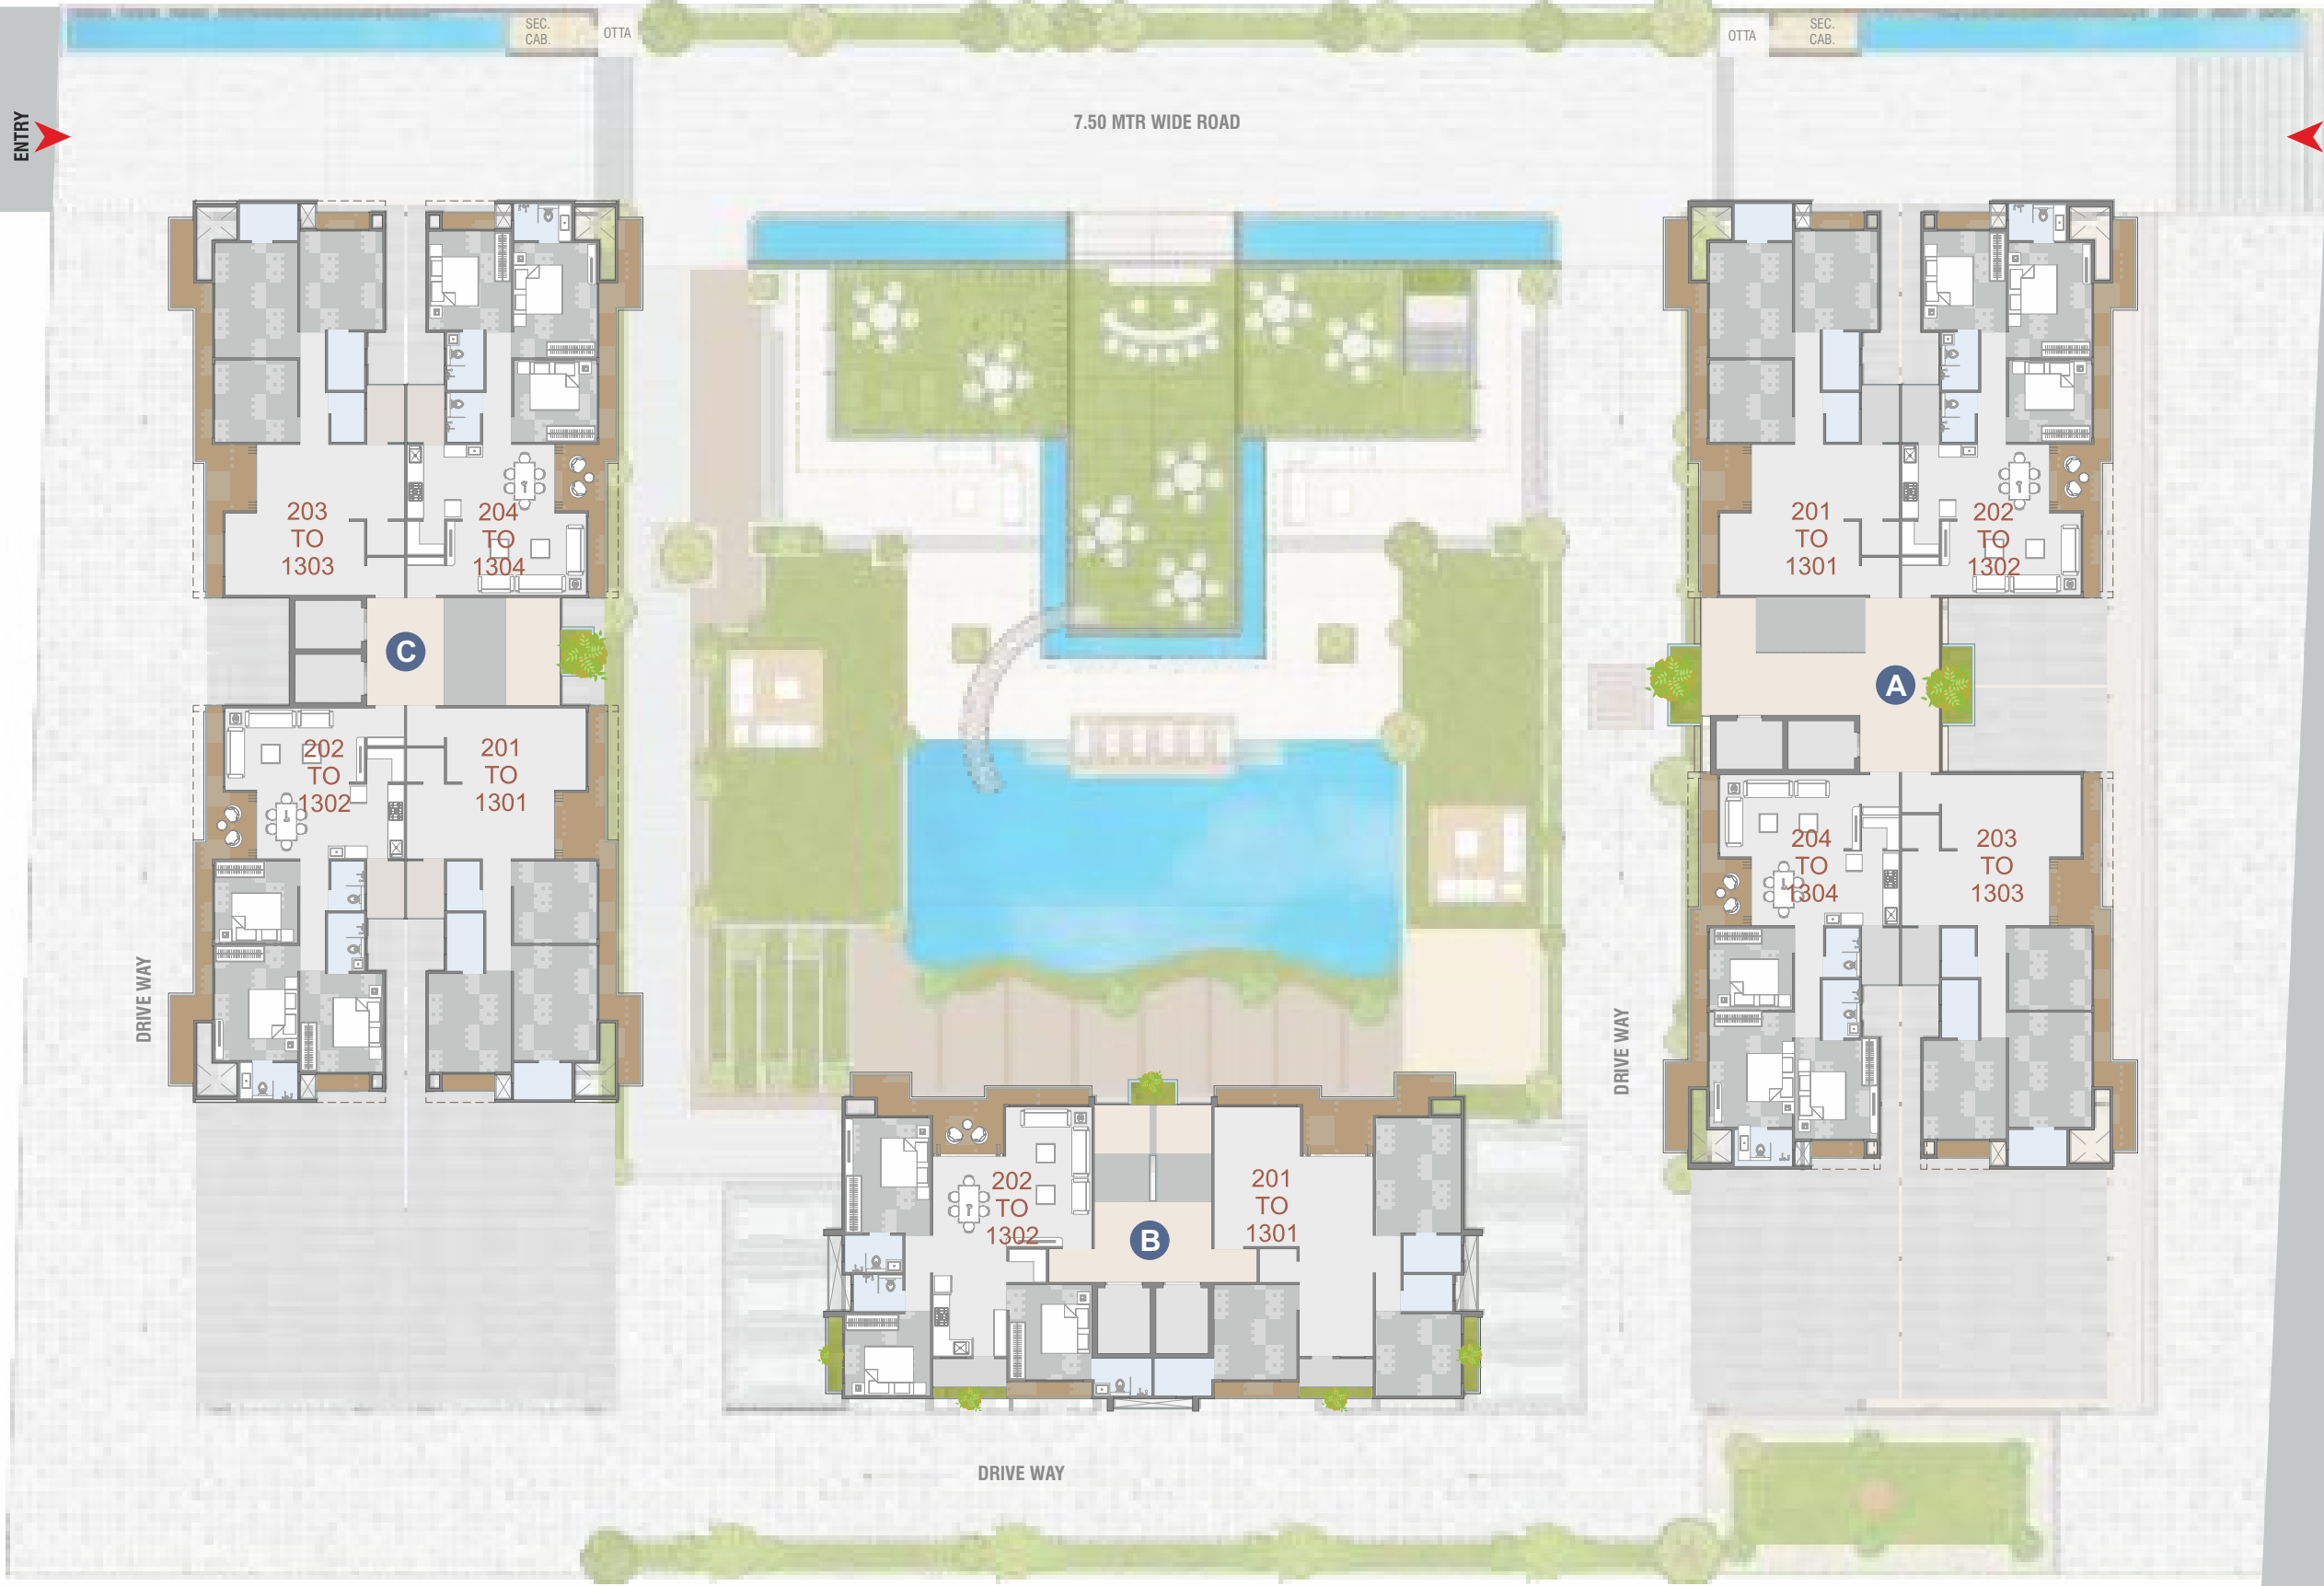 SEC.
CAB.
OTTA
OTTA
SEC.
CAB.
ENTRY
7.50 MTR WIDE ROAD
203
TO
1303
204
TO
1304
201
TO
1301
202
TO
1302
C
A
202
TO
1302
201
TO
1301
204
TO
1304
203
TO
1303
DRIVE WAY
DRIVE WAY
202
TO
1302
201
TO
1301
B
DRIVE WAY